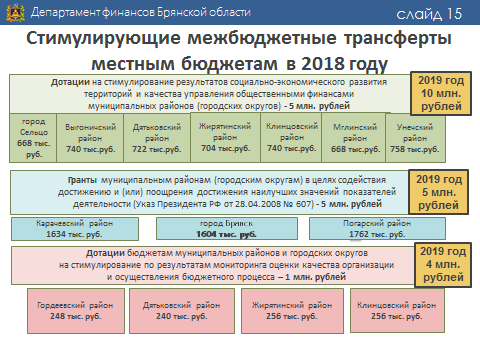 Департамент финансов Брянской области
слайд 15
Стимулирующие межбюджетные трансферты
местным бюджетам в 2018 году
Дотации на стимулирование результатов социально-экономического развития
территорий и качества управления общественными финансами
муниципальных районов (городских округов) - 5 млн. рублей
2019 год
10 млн.
рублей
город
Сельцо
668 тыс.
руб.
Выгоничский
район
740 тыс.руб.
Дятьковский
район
722 тыс.руб.
Жирятинский
район
704 тыс.руб.
Клинцовский
район
740 тыс.руб.
Мглинский
район
668 тыс.руб.
Унечский
район
758 тыс.руб.
Гранты муниципальным районам (городским округам) в целях содействия
достижению и (или) поощрения достижения наилучших значений показателей
деятельности (Указ Президента РФ от 28.04.2008 № 607) - 5 млн. рублей
2019 год
5 млн.
рублей
Карачевский район
1634 тыс. руб.
город Брянск
1604 тыс. руб.
Погарский район
1762 тыс. руб.
Дотации бюджетам муниципальных районов и городских округов
на стимулирование по результатам мониторинга оценки качества организации
и осуществления бюджетного процесса – 1 млн. рублей
2019 год
4 млн.
рублей
Гордеевский район
248 тыс. руб.
Дятьковский район
240 тыс. руб.
Жирятинский район
256 тыс. руб.
Клинцовский район
256 тыс. руб.